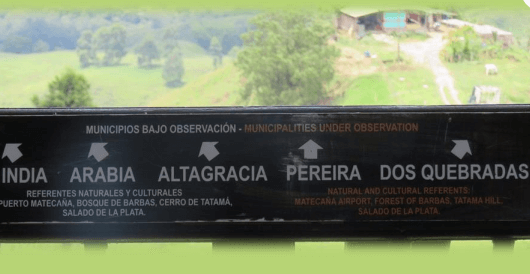 MUNICIPIOS BAJO OBSERVACIÓN - MUNICIPALITIES UNDER OBSERVATION
INDIA ARABIA ALTAGRACIA PEREIRA DOS QUEBRADAS
REFERENTES NATURALES Y CULTURALES
PUERTO MATECAÑA, BOSQUE DE BARBAS, CERRO DE TATAMÁ,
SALADO DE LA PLATA.
NATURAL AND CULTURAL REFERENTS:
MATECAÑA AIRPORT, FOREST OF BARBAS, TATAMA HILL.
SALADO DE LA PLATA.